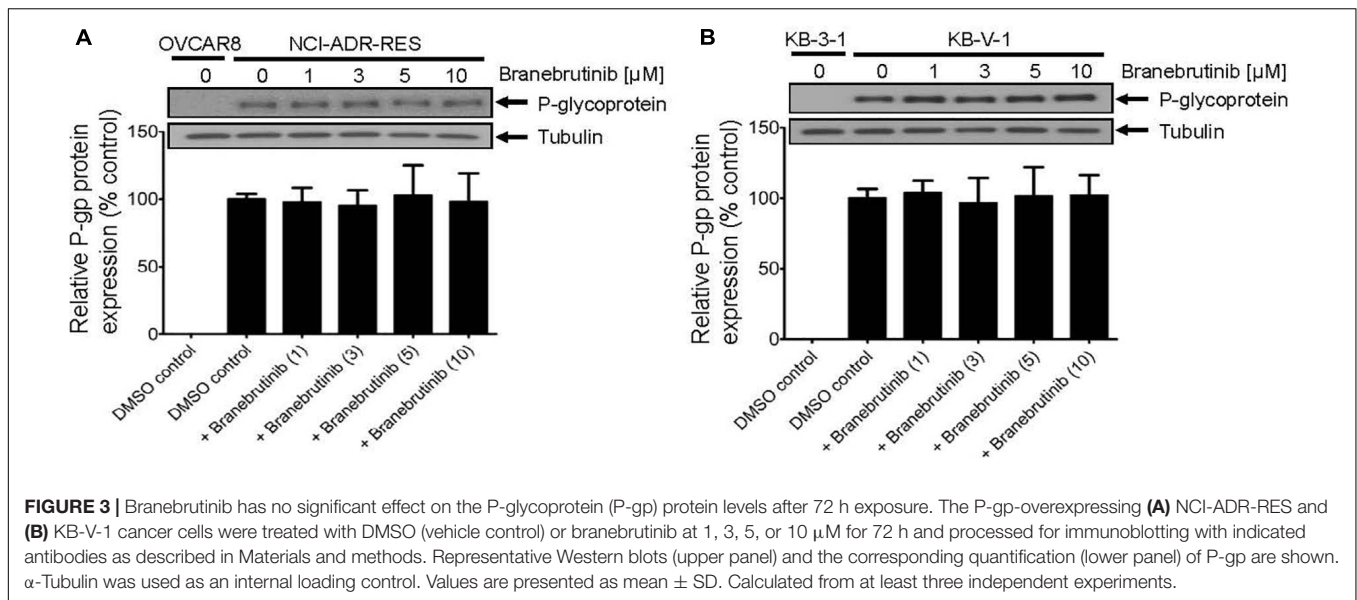 A
OVCAR8 NCI-ADR-RES
0 0 1 3 5 10 Branebrutinib [µM]
P-glycoprotein
Tubulin
Relative P-gp protein
expression (% control)
150
100
50
0
DMSO control
DMSO control
+ Branebrutinib (1)
+ Branebrutinib (3)
+ Branebrutinib (5)
+ Branebrutinib (10)
B
KB-3-1 KB-V-1
0 0 1 3 5 10 Branebrutinib [µM]
P-glycoprotein
Tubulin
Relative P-gp protein
expression (% control)
150
100
50
0
DMSO control
DMSO control
+ Branebrutinib (1)
+ Branebrutinib (3)
+ Branebrutinib (5)
+ Branebrutinib (10)
FIGURE 3 | Branebrutinib has no significant effect on the P-glycoprotein (P-gp) protein levels after 72 h exposure. The P-gp-overexpressing (A) NCI-ADR-RES and
(B) KB-V-1 cancer cells were treated with DMSO (vehicle control) or branebrutinib at 1, 3, 5, or 10 μM for 72 h and processed for immunoblotting with indicated
antibodies as described in Materials and methods. Representative Western blots (upper panel) and the corresponding quantification (lower panel) of P-gp are shown.
α-Tubulin was used as an internal loading control. Values are presented as mean ± SD. Calculated from at least three independent experiments.